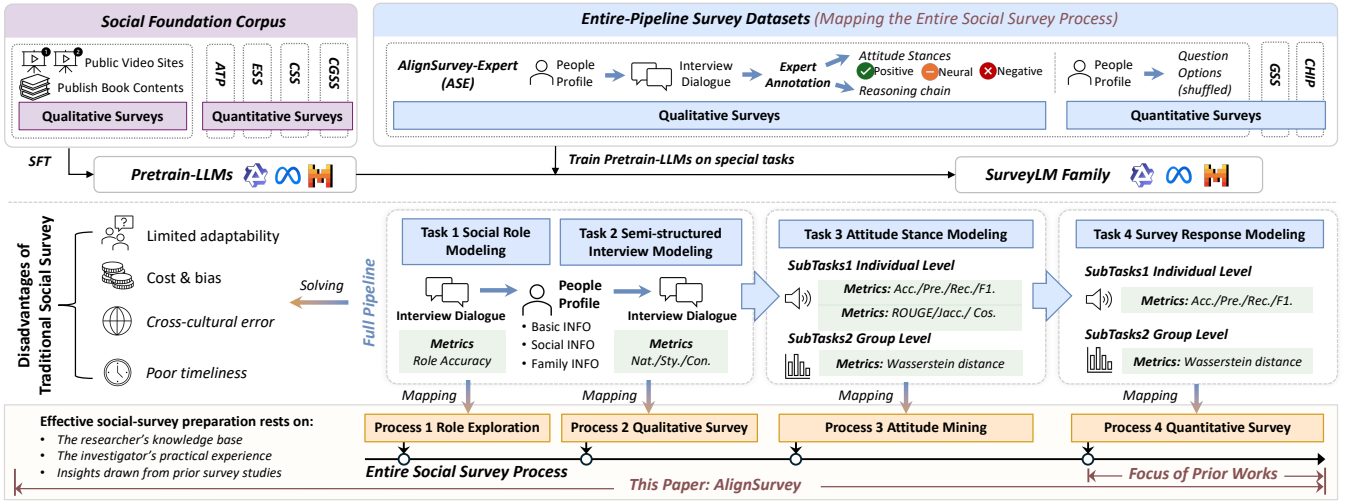 Social Foundation Corpus
1
2
Public Video Sites
Publish Book Contents
Qualitative Surveys
ATP
ESS
CSS
CGSS
Quantitative Surveys
Entire-Pipeline Survey Datasets (Mapping the Entire Social Survey Process)
AlignSurvey-Expert
(ASE)
People
Profile
Interview
Dialogue
Expert
Annotation
Attitude Stances
Positive
Neural
Negative
Reasoning chain
Qualitative Surveys
People
Profile
Question
Options
(shuffled)
Quantitative Surveys
GSS
CHIP
SFT
Pretrain-LLMs
Train Pretrain-LLMs on special tasks
SurveyLM Family
Disadvantages of
Traditional Social Survey
Limited adaptability
Cost & bias
Cross-cultural error
Poor timeliness
Solving
Full Pipeline
Task 1 Social Role
Modeling
Task 2 Semi-structured
Interview Modeling
Interview Dialogue
People
Profile
• Basic INFO
• Social INFO
• Family INFO
Interview Dialogue
Metrics
Role Accuracy
Metrics
Nat./Sty./Con.
Task 3 Attitude Stance Modeling
SubTasks1 Individual Level
Metrics: Acc./Pre./Rec./F1.
Metrics: ROUGE/Jacc./ Cos.
SubTasks2 Group Level
Metrics: Wasserstein distance
Task 4 Survey Response Modeling
SubTasks1 Individual Level
Metrics: Acc./Pre./Rec./F1.
SubTasks2 Group Level
Metrics: Wasserstein distance
Mapping
Mapping
Mapping
Mapping
Effective social-survey preparation rests on:
• The researcher's knowledge base
• The investigator's practical experience
• Insights drawn from prior survey studies
Process 1 Role Exploration
Process 2 Qualitative Survey
Process 3 Attitude Mining
Process 4 Quantitative Survey
Entire Social Survey Process
Focus of Prior Works
This Paper: AlignSurvey